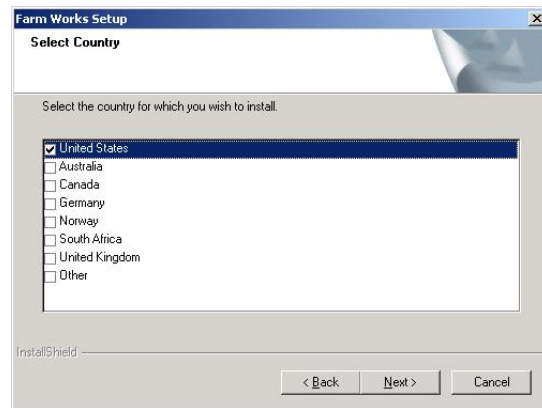 Farm Works Setup
Select Country
Select the country for which you wish to install.
United States
Australia
Canada
Germany
Norway
South Africa
United Kingdom
Other
InstallShield
< Back Next > Cancel